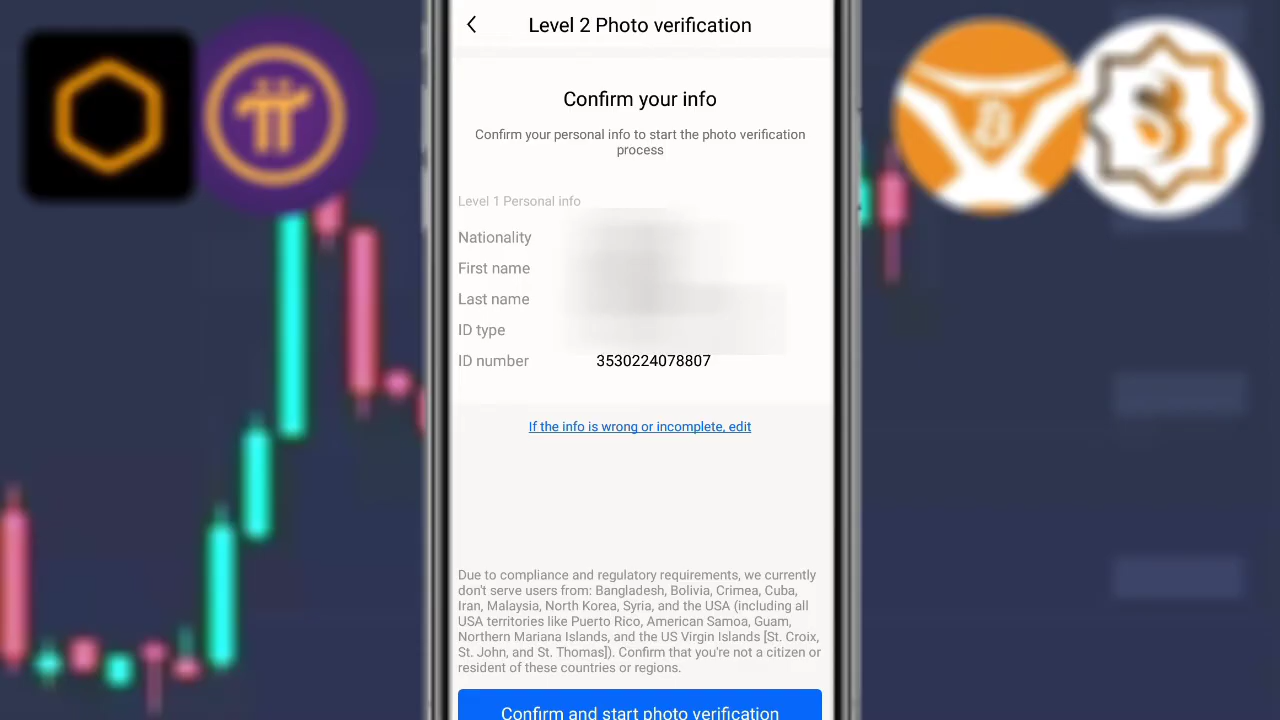 Level 2 Photo verification
Confirm your info
Confirm your personal info to start the photo verification
process
Level 1 Personal info
Nationality
First name
Last name
ID type
ID number 3530224078807
If the info is wrong or incomplete, edit
Due to compliance and regulatory requirements, we currently
don't serve users from: Bangladesh, Bolivia, Crimea, Cuba,
Iran, Malaysia, North Korea, Syria, and the USA (including all
USA territories like Puerto Rico, American Samoa, Guam,
Northern Mariana Islands, and the US Virgin Islands [St. Croix,
St. John, and St. Thomas]). Confirm that you're not a citizen or
resident of these countries or regions.
Confirm and start photo verification